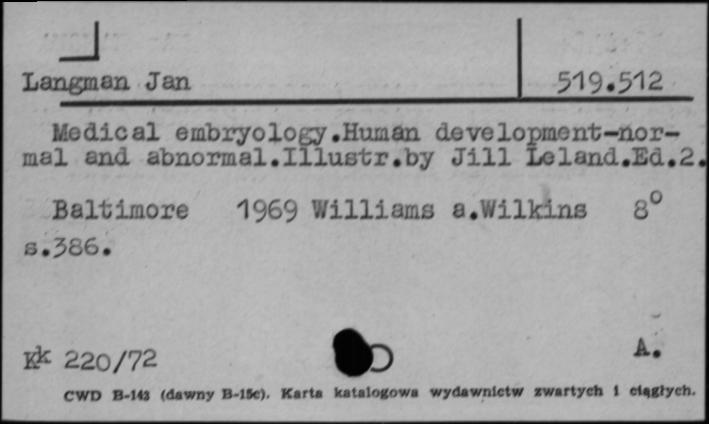 Langman Jan 519.512
Medical embryology.Human development-nor-
mal and abnormal.Illustr.by Jill Leland.Ed.2.
Baltimore 1969 Williams a.Wilkins 8°
s.386.
Kk 220/72 A.
CWD B-143 (dawny B-15c). Karta katalogowa wydawnictw zwartych i ciągłych.